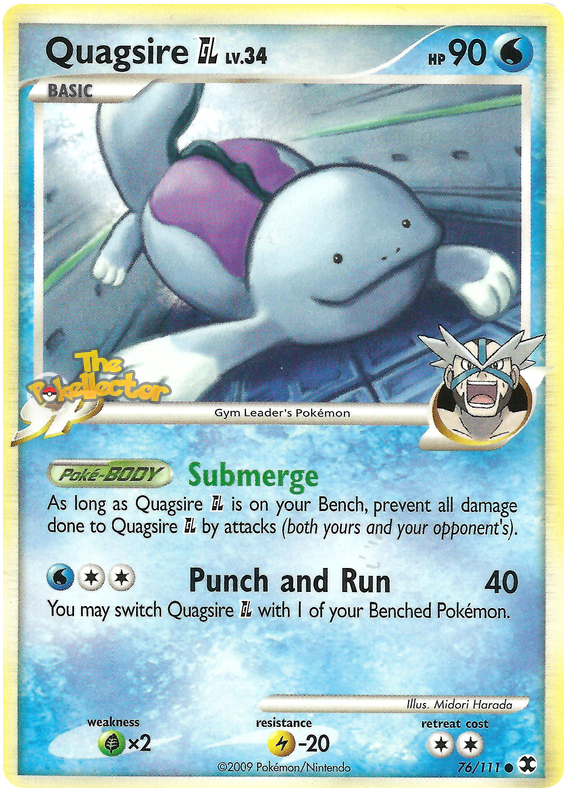 Quagsire GL LV.34 HP 90
BASIC
The
Pokellector
Gym Leader's Pokémon
Poké-BODY Submerge
As long as Quagsire GL is on your Bench, prevent all damage
done to Quagsire GL by attacks (both yours and your opponent's).
Punch and Run 40
You may switch Quagsire GL with 1 of your Benched Pokémon.
Illus. Midori Harada
weakness resistance retreat cost
×2 -20
©2009 Pokémon/Nintendo 76/111